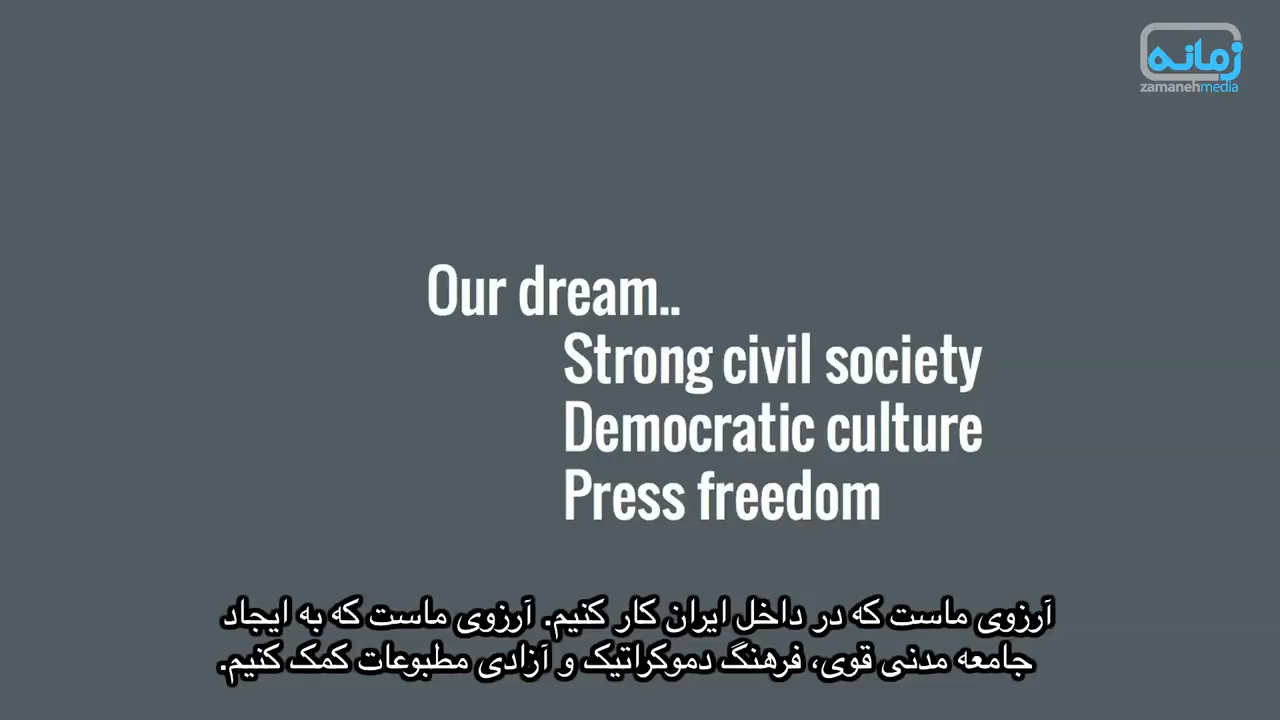 زمانه
zamanehmedia
Our dream..
Strong civil society
Democratic culture
Press freedom
آرزوی ماست که در داخل ایران کار کنیم. آرزوی ماست که به ایجاد
جامعه مدنی قوی، فرهنگ دموکراتیک و آزادی مطبوعات کمک کنیم.